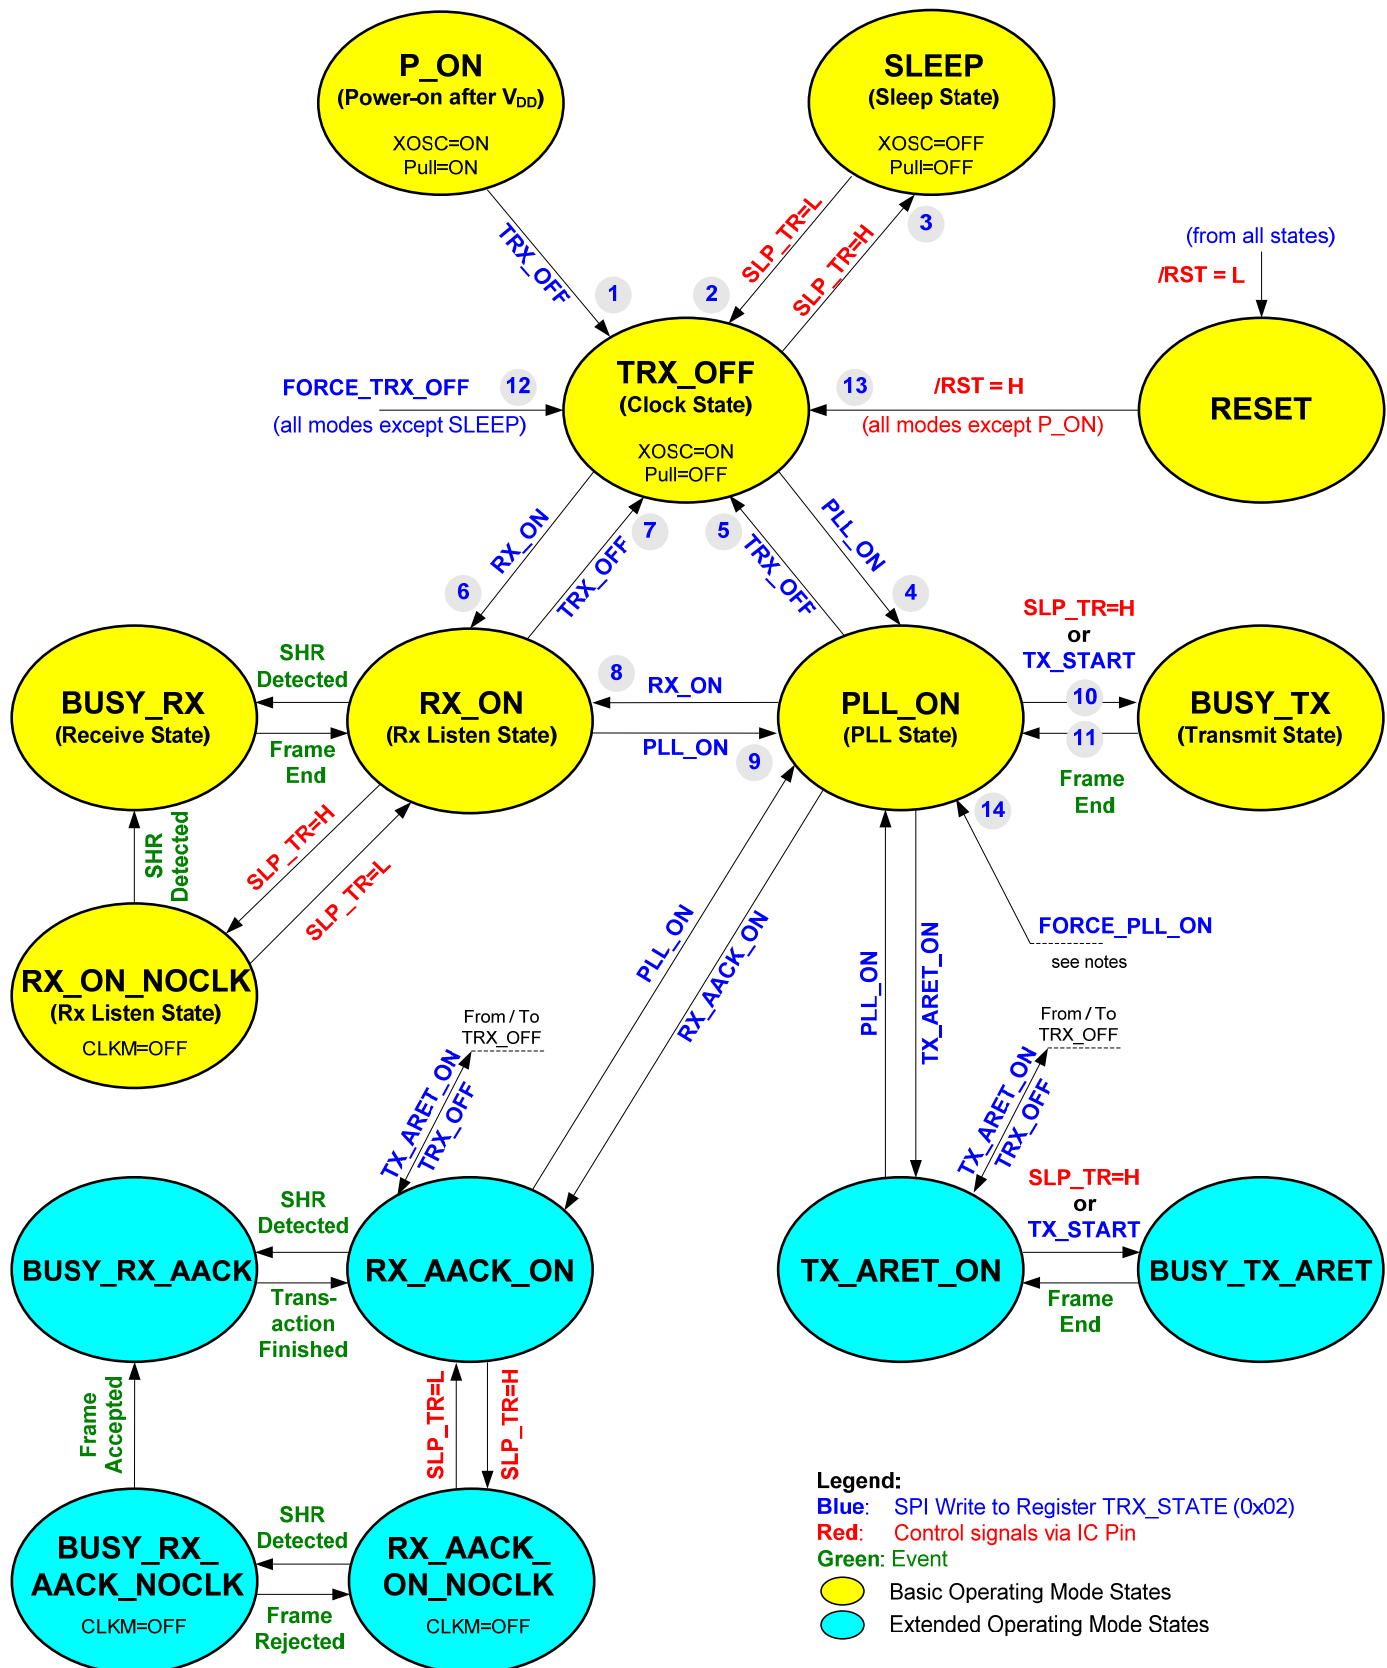 P_ON
(Power-on after VDD)
XOSC=ON
Pull=ON
SLEEP
(Sleep State)
XOSC=OFF
Pull=OFF
TRX_OFF
1
SLP_TR=L
2
SLP_TR=H
3
(from all states)
/RST = L
FORCE_TRX_OFF
12
(all modes except SLEEP)
TRX_OFF
(Clock State)
XOSC=ON
Pull=OFF
13
/RST = H
(all modes except P_ON)
RESET
RX_ON
6
TRX_OFF
7
TRX_OFF
5
PLL_ON
4
BUSY_RX
(Receive State)
SHR
Detected
Frame
End
RX_ON
(Rx Listen State)
8
RX_ON
PLL_ON
9
PLL_ON
(PLL State)
SLP_TR=H
or
TX_START
10
11
Frame
End
BUSY_TX
(Transmit State)
14
FORCE_PLL_ON
see notes
SHR
Detected
SLP_TR=H
SLP_TR=L
RX_ON_NOCLK
(Rx Listen State)
CLKM=OFF
PLL_ON
RX_AACK_ON
PLL_ON
TX_ARET_ON
From / To
TRX_OFF
TX_ARET_ON
TRX_OFF
From / To
TRX_OFF
TX_ARET_ON
TRX_OFF
BUSY_RX_AACK
SHR
Detected
Trans-
action
Finished
RX_AACK_ON
TX_ARET_ON
SLP_TR=H
or
TX_START
Frame
End
BUSY_TX_ARET
Frame
Accepted
SLP_TR=L
SLP_TR=H
BUSY_RX_
AACK_NOCLK
CLKM=OFF
SHR
Detected
Frame
Rejected
RX_AACK_
ON_NOCLK
CLKM=OFF
Legend:
Blue: SPI Write to Register TRX_STATE (0x02)
Red: Control signals via IC Pin
Green: Event
Basic Operating Mode States
Extended Operating Mode States